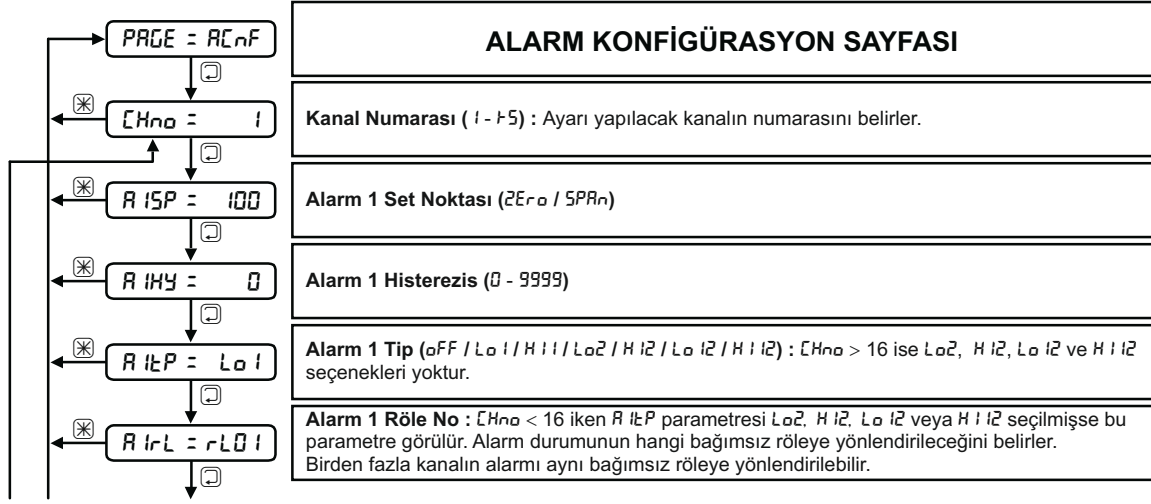 PAGE = ACnF
ALARM KONFİGÜRASYON SAYFASI
CHno = 1
Kanal Numarası ( 1 - t5) : Ayarı yapılacak kanalın numarasını belirler.
A1SP = 100
Alarm 1 Set Noktası (2Ero / SPAn)
A1HY = 0
Alarm 1 Histerezis (0 - 9999)
A1tP = Lo1
Alarm 1 Tip (oFF / Lo1 / HI1 / Lo2 / HI2 / Lo12 / HI12) : CHno > 16 ise Lo2, HI2, Lo12 ve HI12
seçenekleri yoktur.
A1rL = rL01
Alarm 1 Röle No : CHno < 16 iken A1tP parametresi Lo2, HI2, Lo12 veya HI12 seçilmişse bu
parametre görülür. Alarm durumunun hangi bağımsız röleye yönlendirileceğini belirler.
Birden fazla kanalın alarmı aynı bağımsız röleye yönlendirilebilir.